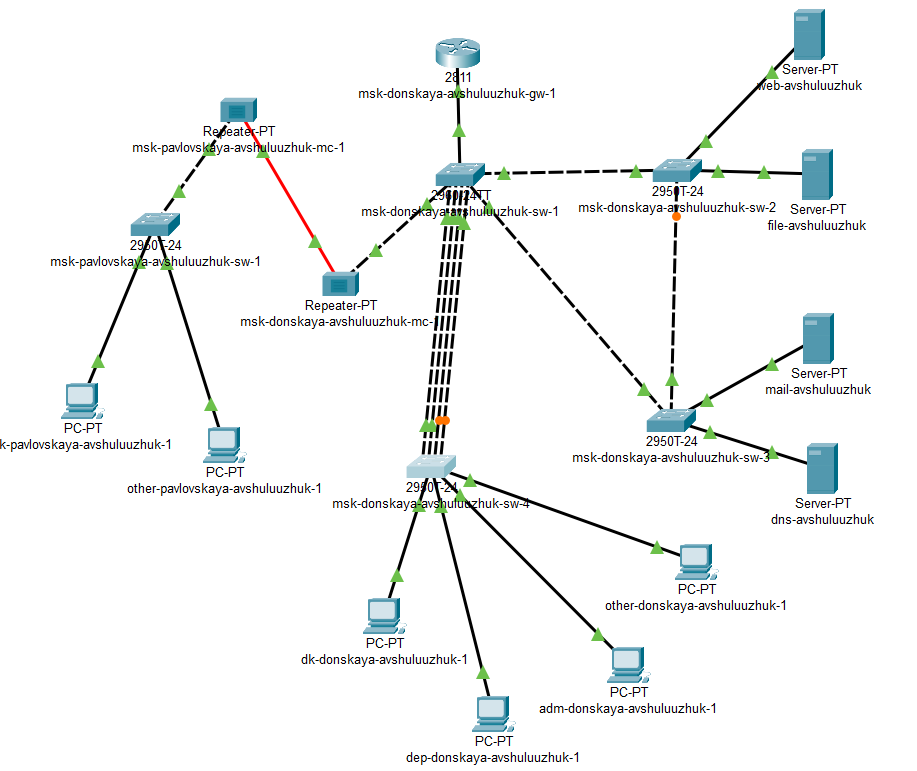 Server-PT
web-avshuluuzhuk
2811
msk-donskaya-avshuluuzhuk-gw-1
Repeater-PT
msk-pavlovskaya-avshuluuzhuk-mc-1
2960-24TT
msk-donskaya-avshuluuzhuk-sw-1
2950T-24
msk-donskaya-avshuluuzhuk-sw-2
Server-PT
file-avshuluuzhuk
2950T-24
msk-pavlovskaya-avshuluuzhuk-sw-1
Repeater-PT
msk-donskaya-avshuluuzhuk-mc-
Server-PT
mail-avshuluuzhuk
PC-PT
k-pavlovskaya-avshuluuzhuk-1
PC-PT
other-pavlovskaya-avshuluuzhuk-1
2950T-24
msk-donskaya-avshuluuzhuk-sw-3
2950T-24
msk-donskaya-avshuluuzhuk-sw-4
Server-PT
dns-avshuluuzhuk
PC-PT
other-donskaya-avshuluuzhuk-1
PC-PT
dk-donskaya-avshuluuzhuk-1
PC-PT
adm-donskaya-avshuluuzhuk-1
PC-PT
dep-donskaya-avshuluuzhuk-1